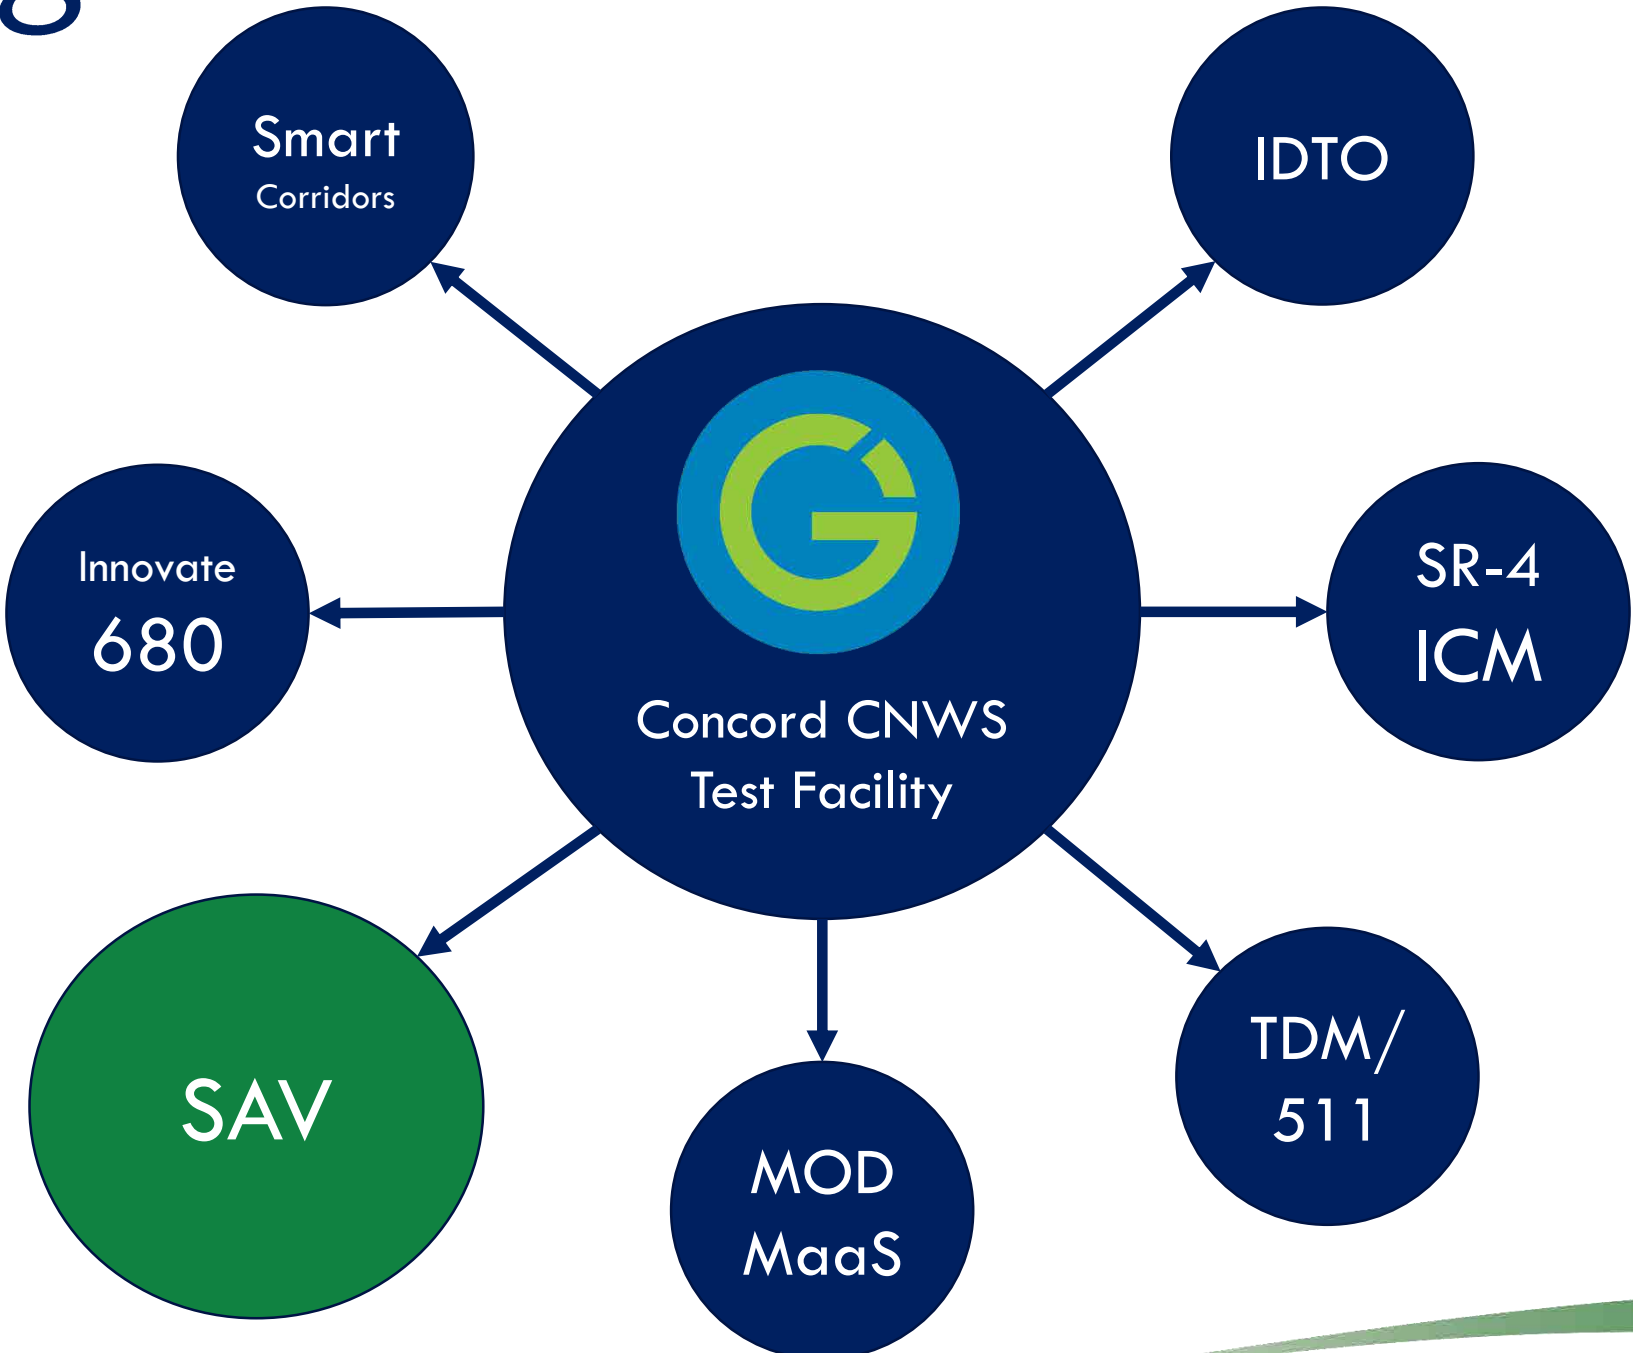 Smart
Corridors
IDTO
Innovate
680
Concord CNWS
Test Facility
SR-4
ICM
SAV
MOD
MaaS
TDM/
511